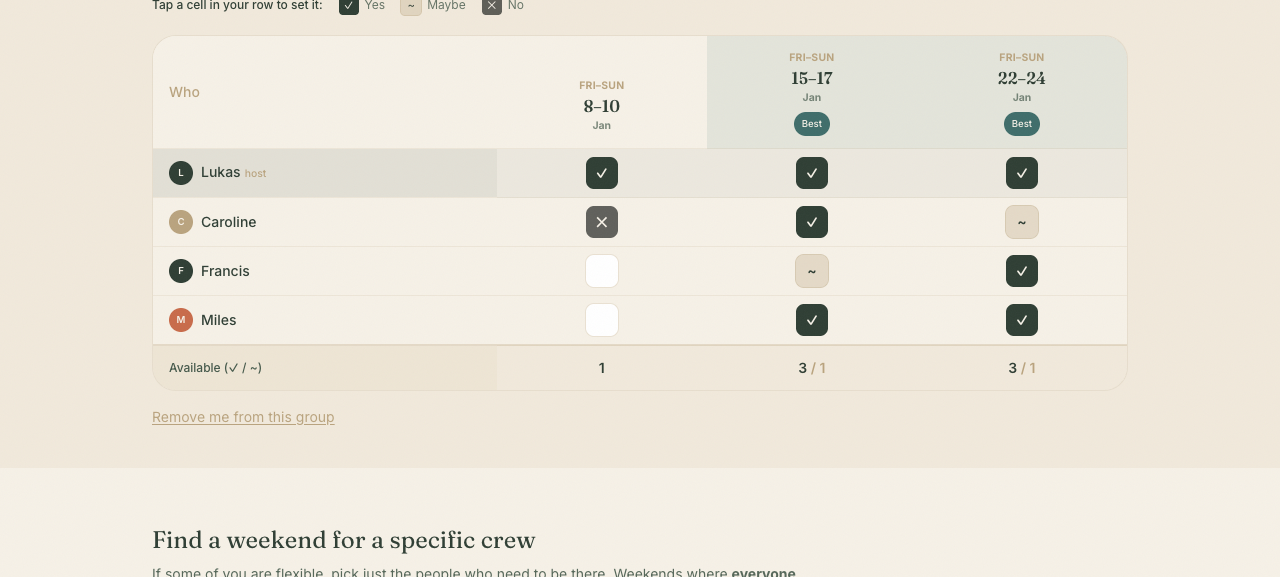 Tap a cell in your row to set it: ✓ Yes ~ Maybe ✕ No
Who
FRI–SUN
8–10
Jan
FRI–SUN
15–17
Jan
Best
FRI–SUN
22–24
Jan
Best
L Lukas host ✓ ✓ ✓
C Caroline ✕ ✓ ~
F Francis ~ ✓
M Miles ✓ ✓
Available (✓ / ~) 1 3 / 1 3 / 1
Remove me from this group
Find a weekend for a specific crew
If some of you are flexible, pick just the people who need to be there. Weekends where everyone